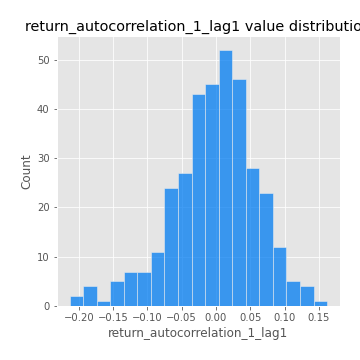 return_autocorrelation_1_lag1 value distributio
50
40
30
20
10
0
Count
−0.20 −0.15 −0.10 −0.05 0.00 0.05 0.10 0.15
return_autocorrelation_1_lag1